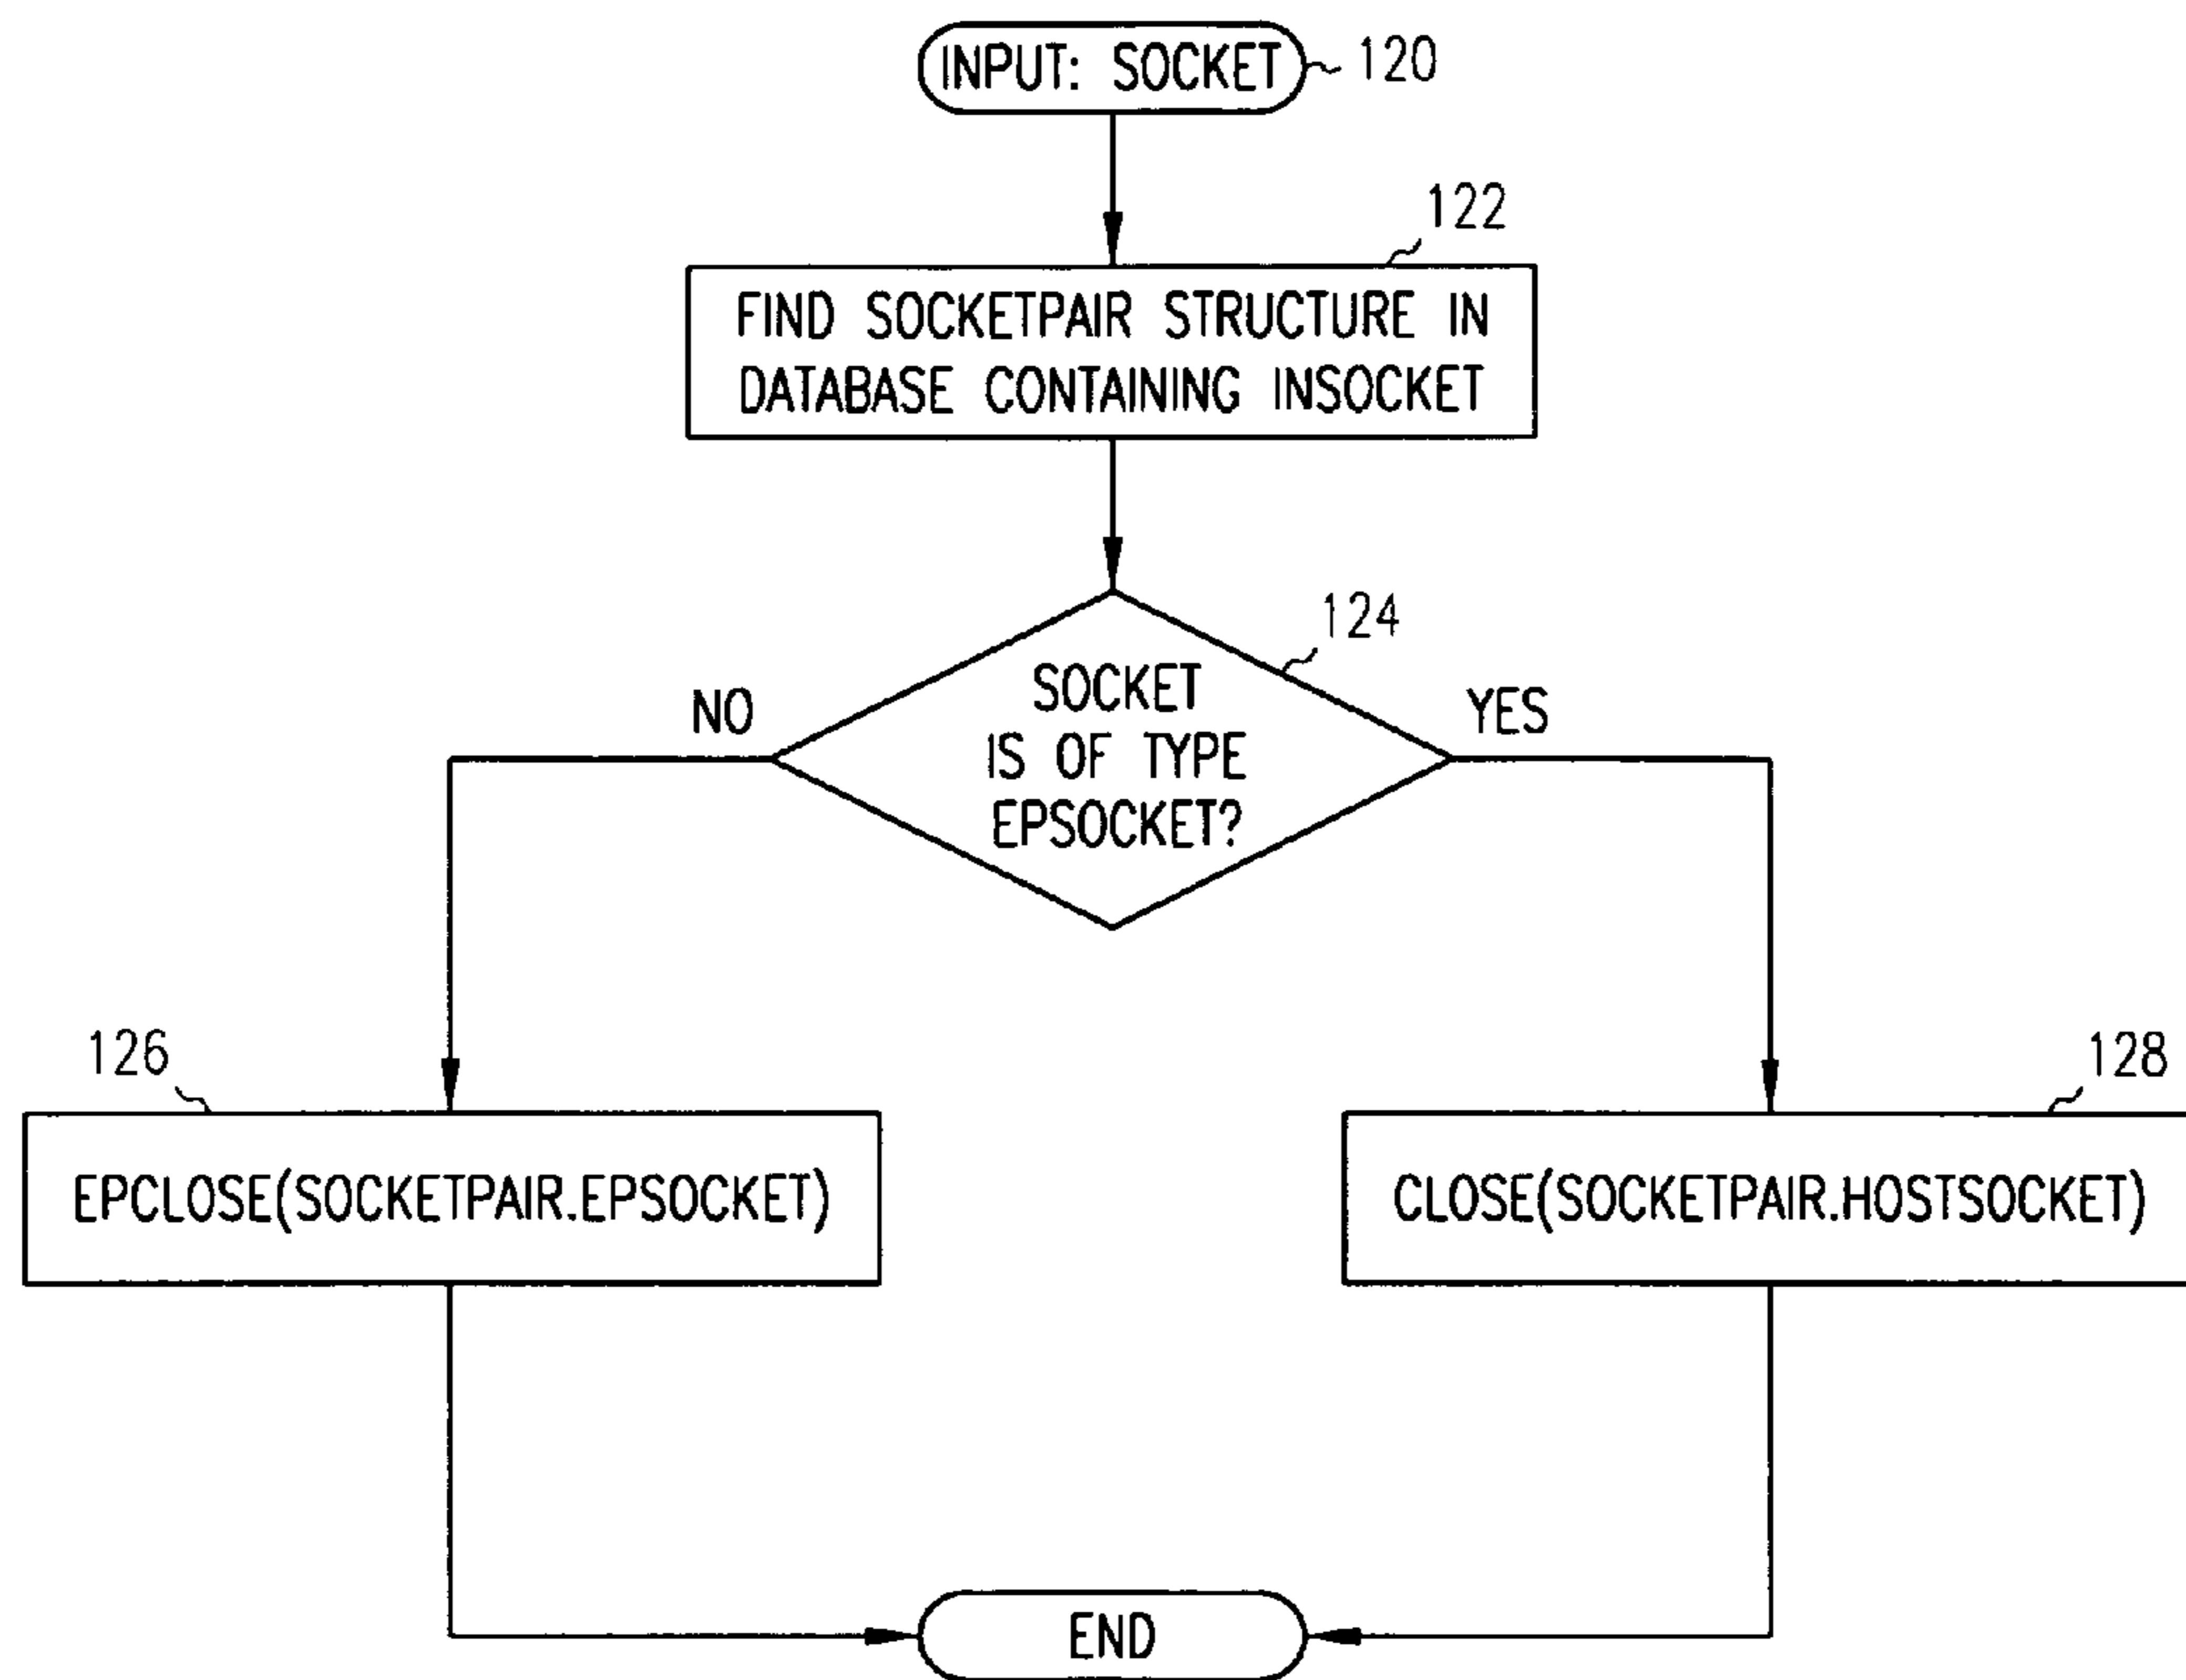 INPUT: SOCKET
120
122
FIND SOCKETPAIR STRUCTURE IN
DATABASE CONTAINING INSOCKET
124
SOCKET
IS OF TYPE
EPSOCKET?
NO
YES
126
128
EPCLOSE(SOCKETPAIR.EPSOCKET)
CLOSE(SOCKETPAIR.HOSTSOCKET)
END